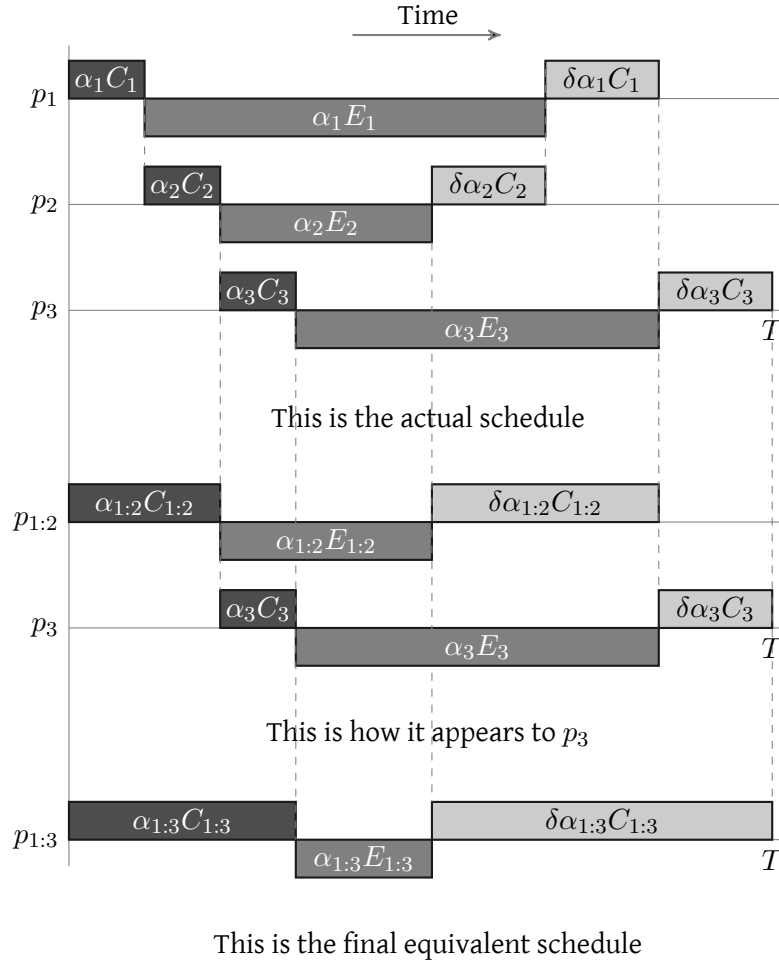 Time
α₁C₁ δα₁C₁
p₁
α₁E₁
α₂C₂ δα₂C₂
p₂
α₂E₂
α₃C₃ δα₃C₃
p₃
α₃E₃ T
This is the actual schedule
α₁:₂C₁:₂ δα₁:₂C₁:₂
p₁:₂
α₁:₂E₁:₂
α₃C₃ δα₃C₃
p₃
α₃E₃ T
This is how it appears to p₃
α₁:₃C₁:₃ δα₁:₃C₁:₃
p₁:₃
α₁:₃E₁:₃ T
This is the final equivalent schedule